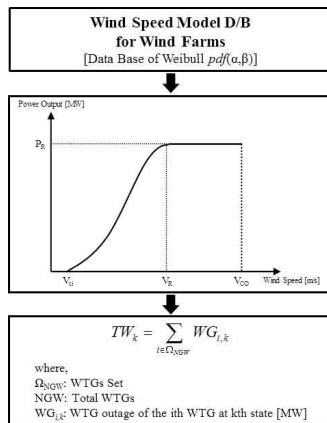 Wind Speed Model D/B
for Wind Farms
[Data Base of Weibull pdf(α,β)]
Power Output [MW]
P_R
V_ci
V_R
V_CO
Wind Speed [m/s]
TW_k = ∑_{i∈Ω_NGW} WG_{i,k}
where,
Ω_NGW: WTGs Set
NGW: Total WTGs
WG_{i,k}: WTG outage of the ith WTG at kth state [MW]